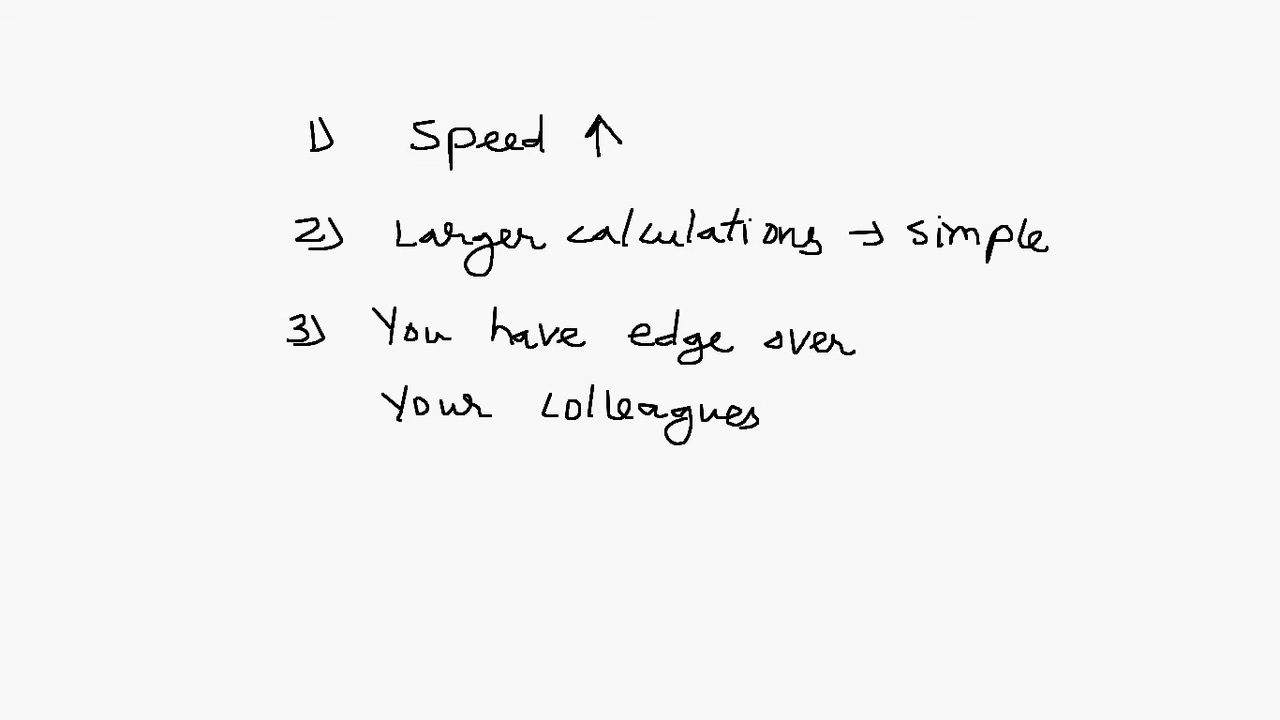 1) Speed ↑
2) Larger calculations → simple
3) You have edge over
Your colleagues